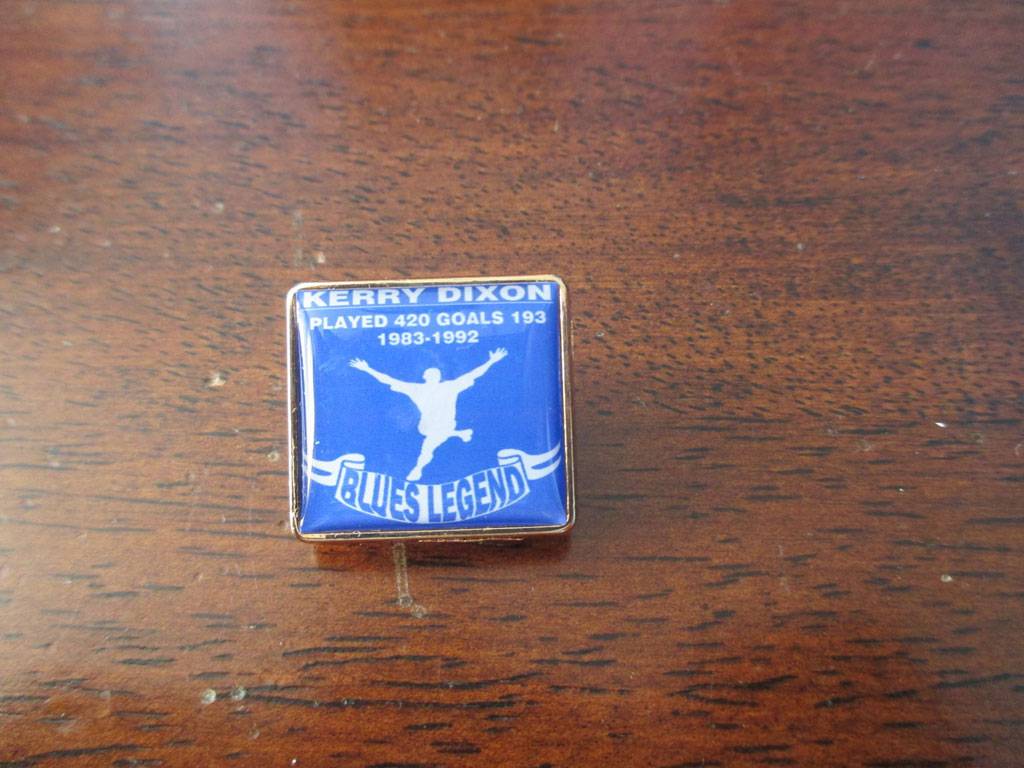 KERRY DIXON
PLAYED 420 GOALS 193
1983-1992
BLUES LEGEND